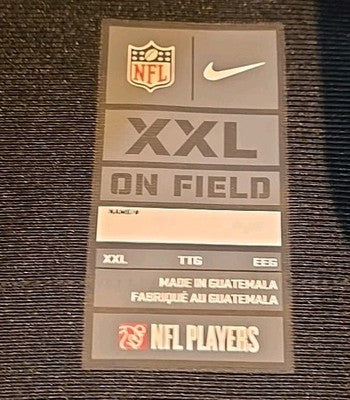 NFL
XXL
ON FIELD
XXL TTG EEG
MADE IN GUATEMALA
FABRIQUÉ AU GUATEMALA
NFL PLAYERS